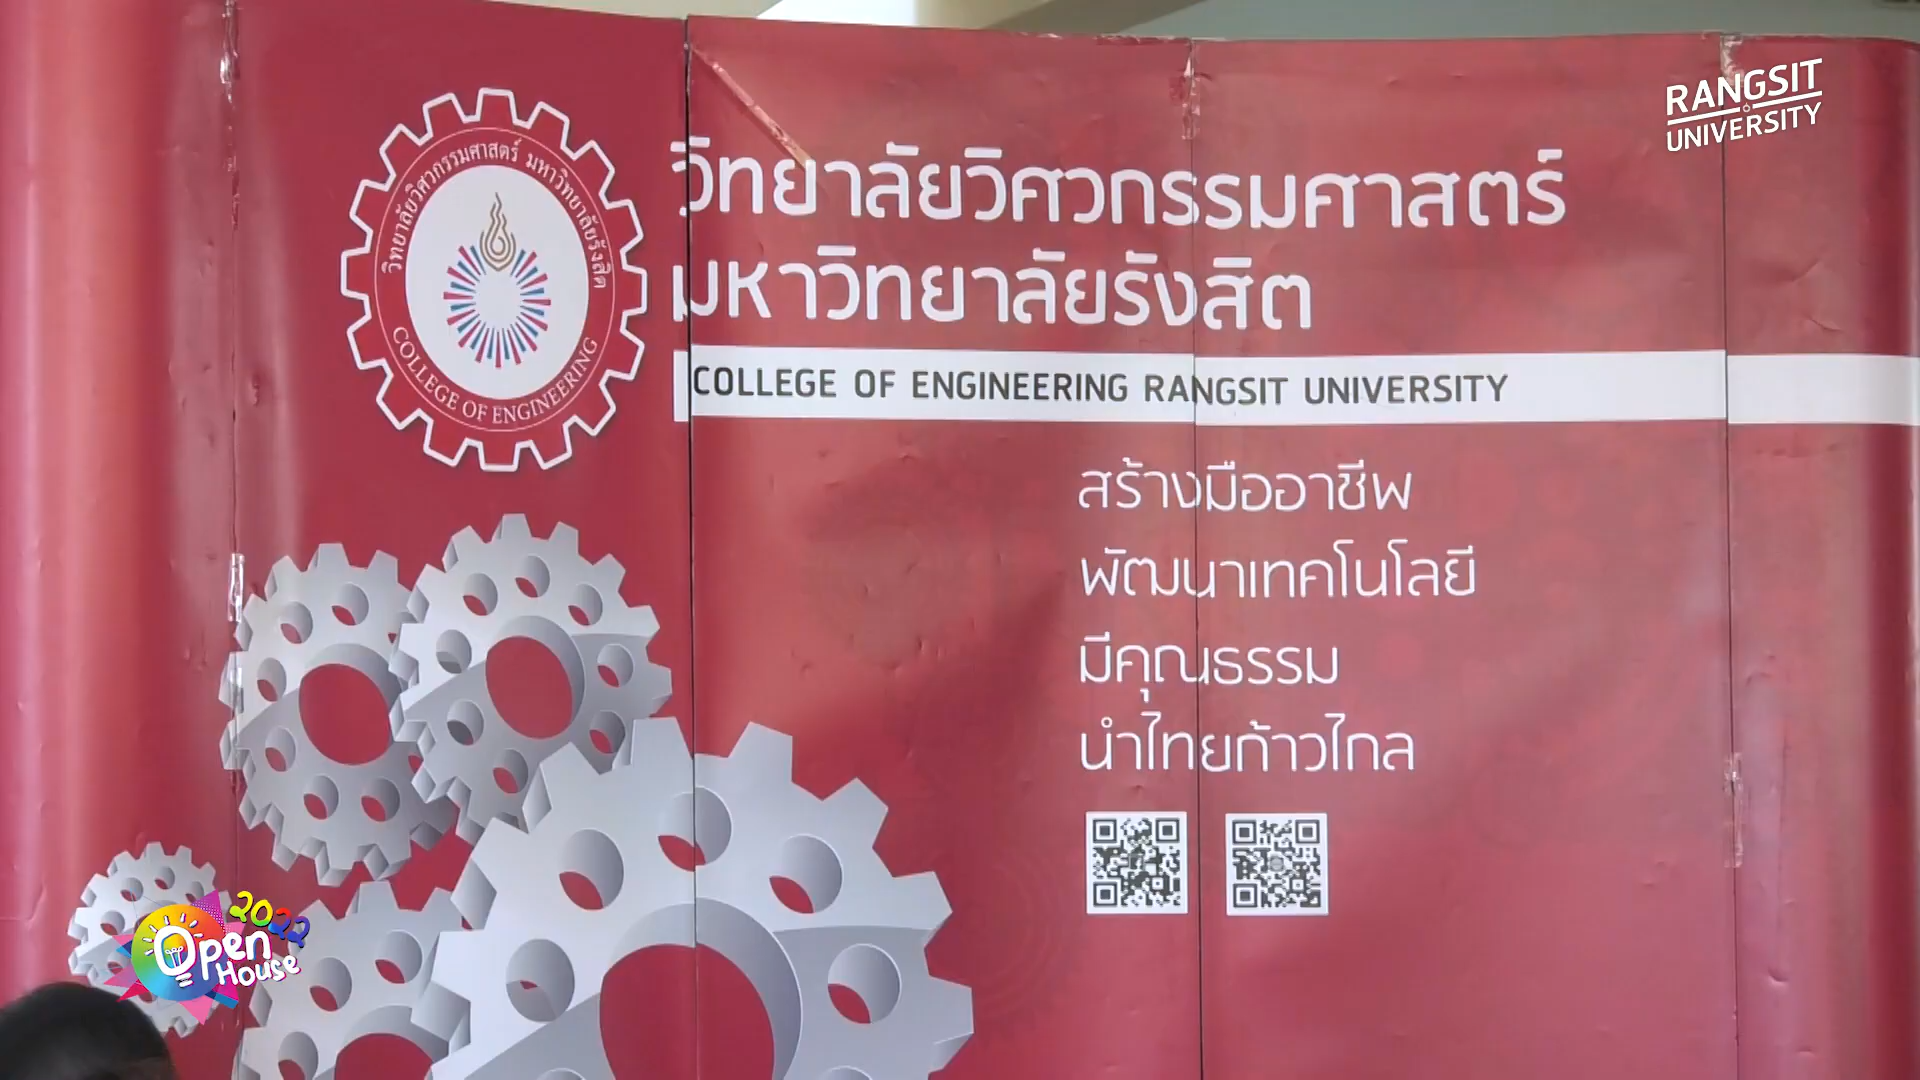 RANGSIT
UNIVERSITY
วิทยาลัยวิศวกรรมศาสตร์ มหาวิทยาลัยรังสิต
COLLEGE OF ENGINEERING
วิทยาลัยวิศวกรรมศาสตร์
มหาวิทยาลัยรังสิต
COLLEGE OF ENGINEERING RANGSIT UNIVERSITY
สร้างมืออาชีพ
พัฒนาเทคโนโลยี
มีคุณธรรม
นำไทยก้าวไกล
2022
Open
House